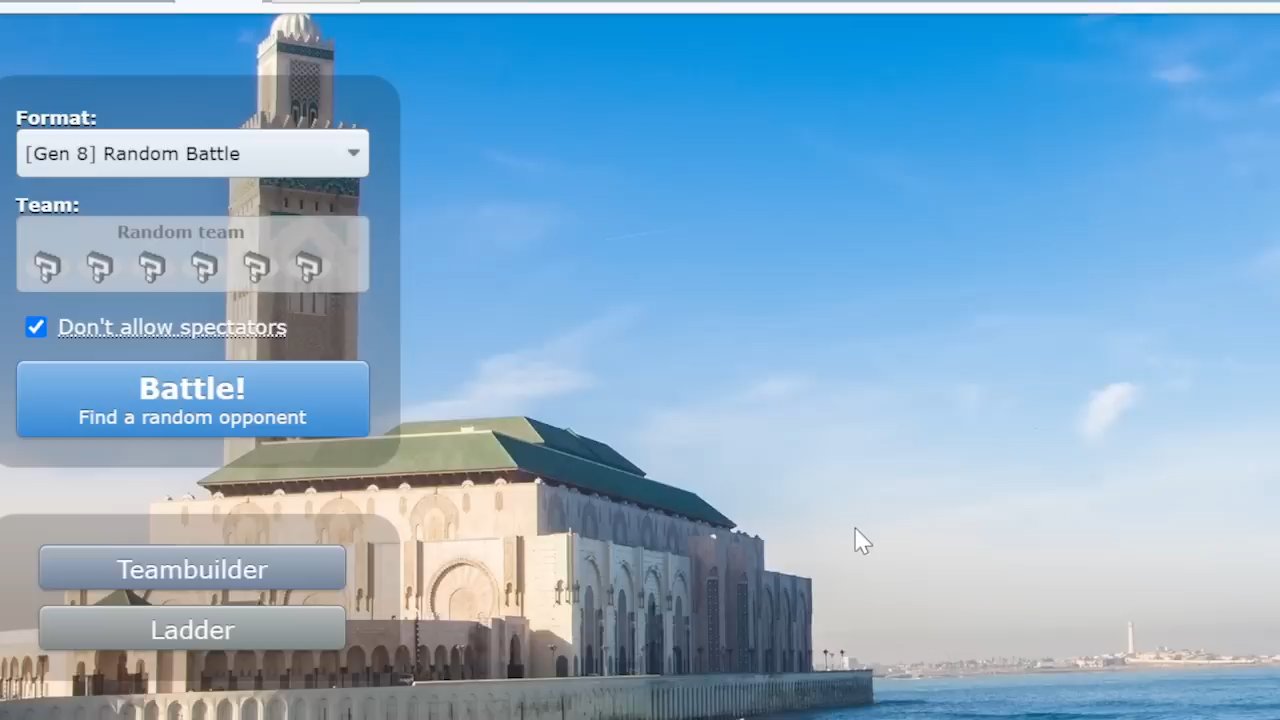 Format:
[Gen 8] Random Battle
Team:
Random team
Don't allow spectators
Battle!
Find a random opponent
Teambuilder
Ladder